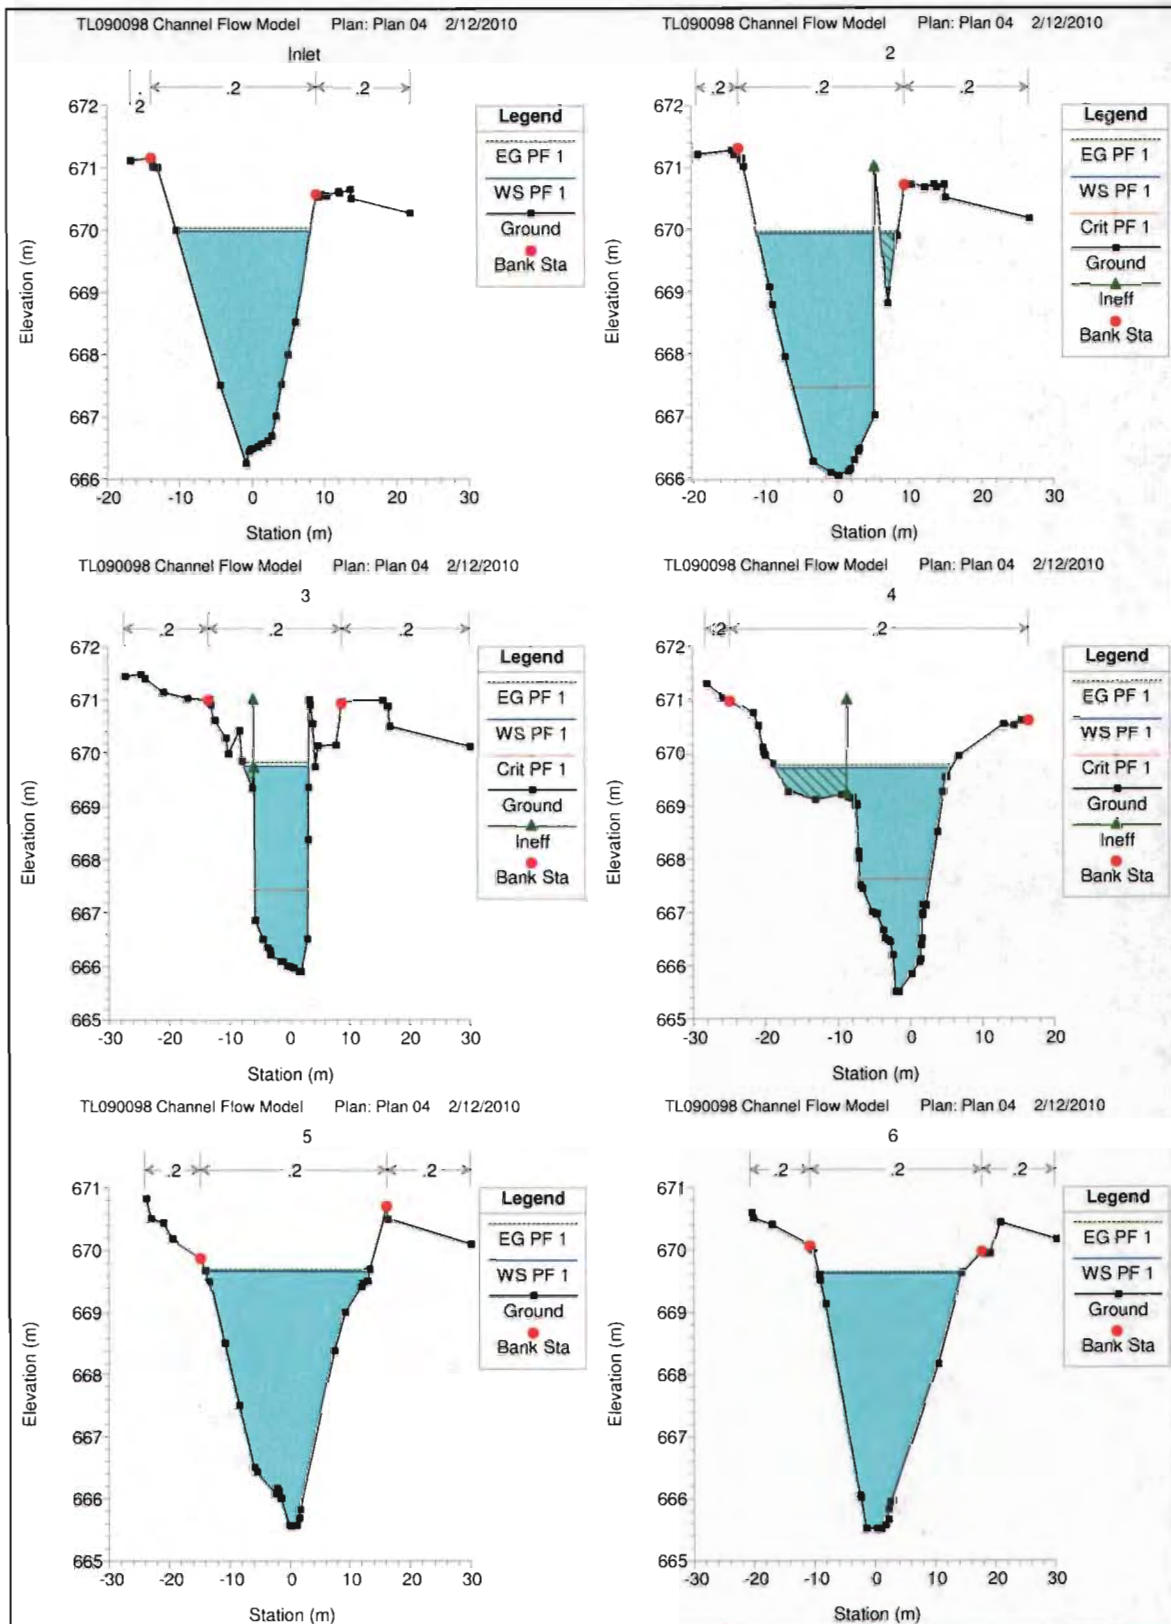 TL090098 Channel Flow Model Plan: Plan 04 2/12/2010
Inlet
.2 .2 .2
Elevation (m)
672
671
670
669
668
667
666
-20 -10 0 10 20 30
Station (m)
Legend
EG PF 1
WS PF 1
Ground
Bank Sta
TL090098 Channel Flow Model Plan: Plan 04 2/12/2010
2
.2 .2 .2
Elevation (m)
672
671
670
669
668
667
666
-20 -10 0 10 20 30
Station (m)
Legend
EG PF 1
WS PF 1
Crit PF 1
Ground
Ineff
Bank Sta
TL090098 Channel Flow Model Plan: Plan 04 2/12/2010
3
.2 .2 .2
Elevation (m)
672
671
670
669
668
667
666
665
-30 -20 -10 0 10 20 30
Station (m)
Legend
EG PF 1
WS PF 1
Crit PF 1
Ground
Ineff
Bank Sta
TL090098 Channel Flow Model Plan: Plan 04 2/12/2010
4
.2 .2
Elevation (m)
672
671
670
669
668
667
666
665
-30 -20 -10 0 10 20
Station (m)
Legend
EG PF 1
WS PF 1
Crit PF 1
Ground
Ineff
Bank Sta
TL090098 Channel Flow Model Plan: Plan 04 2/12/2010
5
.2 .2 .2
Elevation (m)
671
670
669
668
667
666
665
-30 -20 -10 0 10 20 30
Station (m)
Legend
EG PF 1
WS PF 1
Ground
Bank Sta
TL090098 Channel Flow Model Plan: Plan 04 2/12/2010
6
.2 .2 .2
Elevation (m)
671
670
669
668
667
666
665
-30 -20 -10 0 10 20 30
Station (m)
Legend
EG PF 1
WS PF 1
Ground
Bank Sta